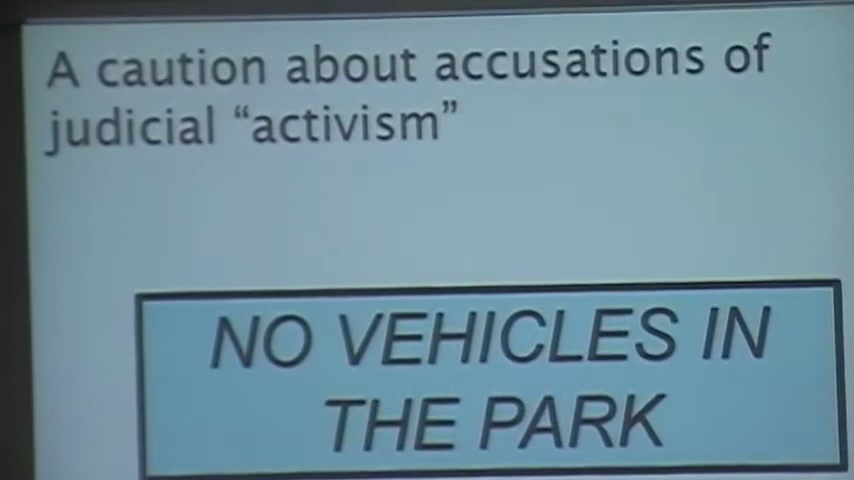 A caution about accusations of
judicial “activism”
NO VEHICLES IN
THE PARK